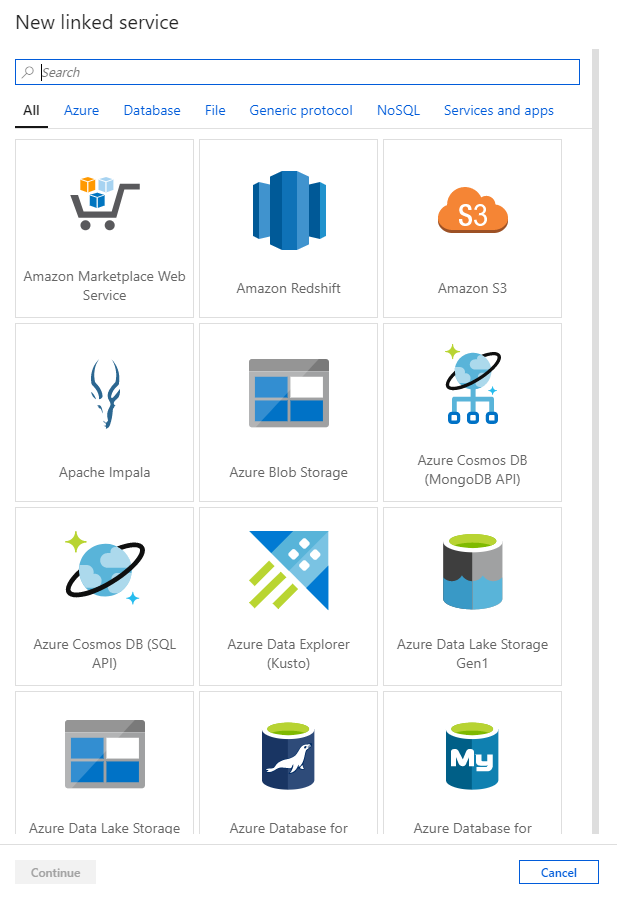 New linked service
Search
All Azure Database File Generic protocol NoSQL Services and apps
Amazon Marketplace Web
Service
Amazon Redshift
S3
Amazon S3
Apache Impala
Azure Blob Storage
Azure Cosmos DB
(MongoDB API)
Azure Cosmos DB (SQL
API)
Azure Data Explorer
(Kusto)
Azure Data Lake Storage
Gen1
Azure Data Lake Storage
Azure Database for
My
Azure Database for
Continue Cancel